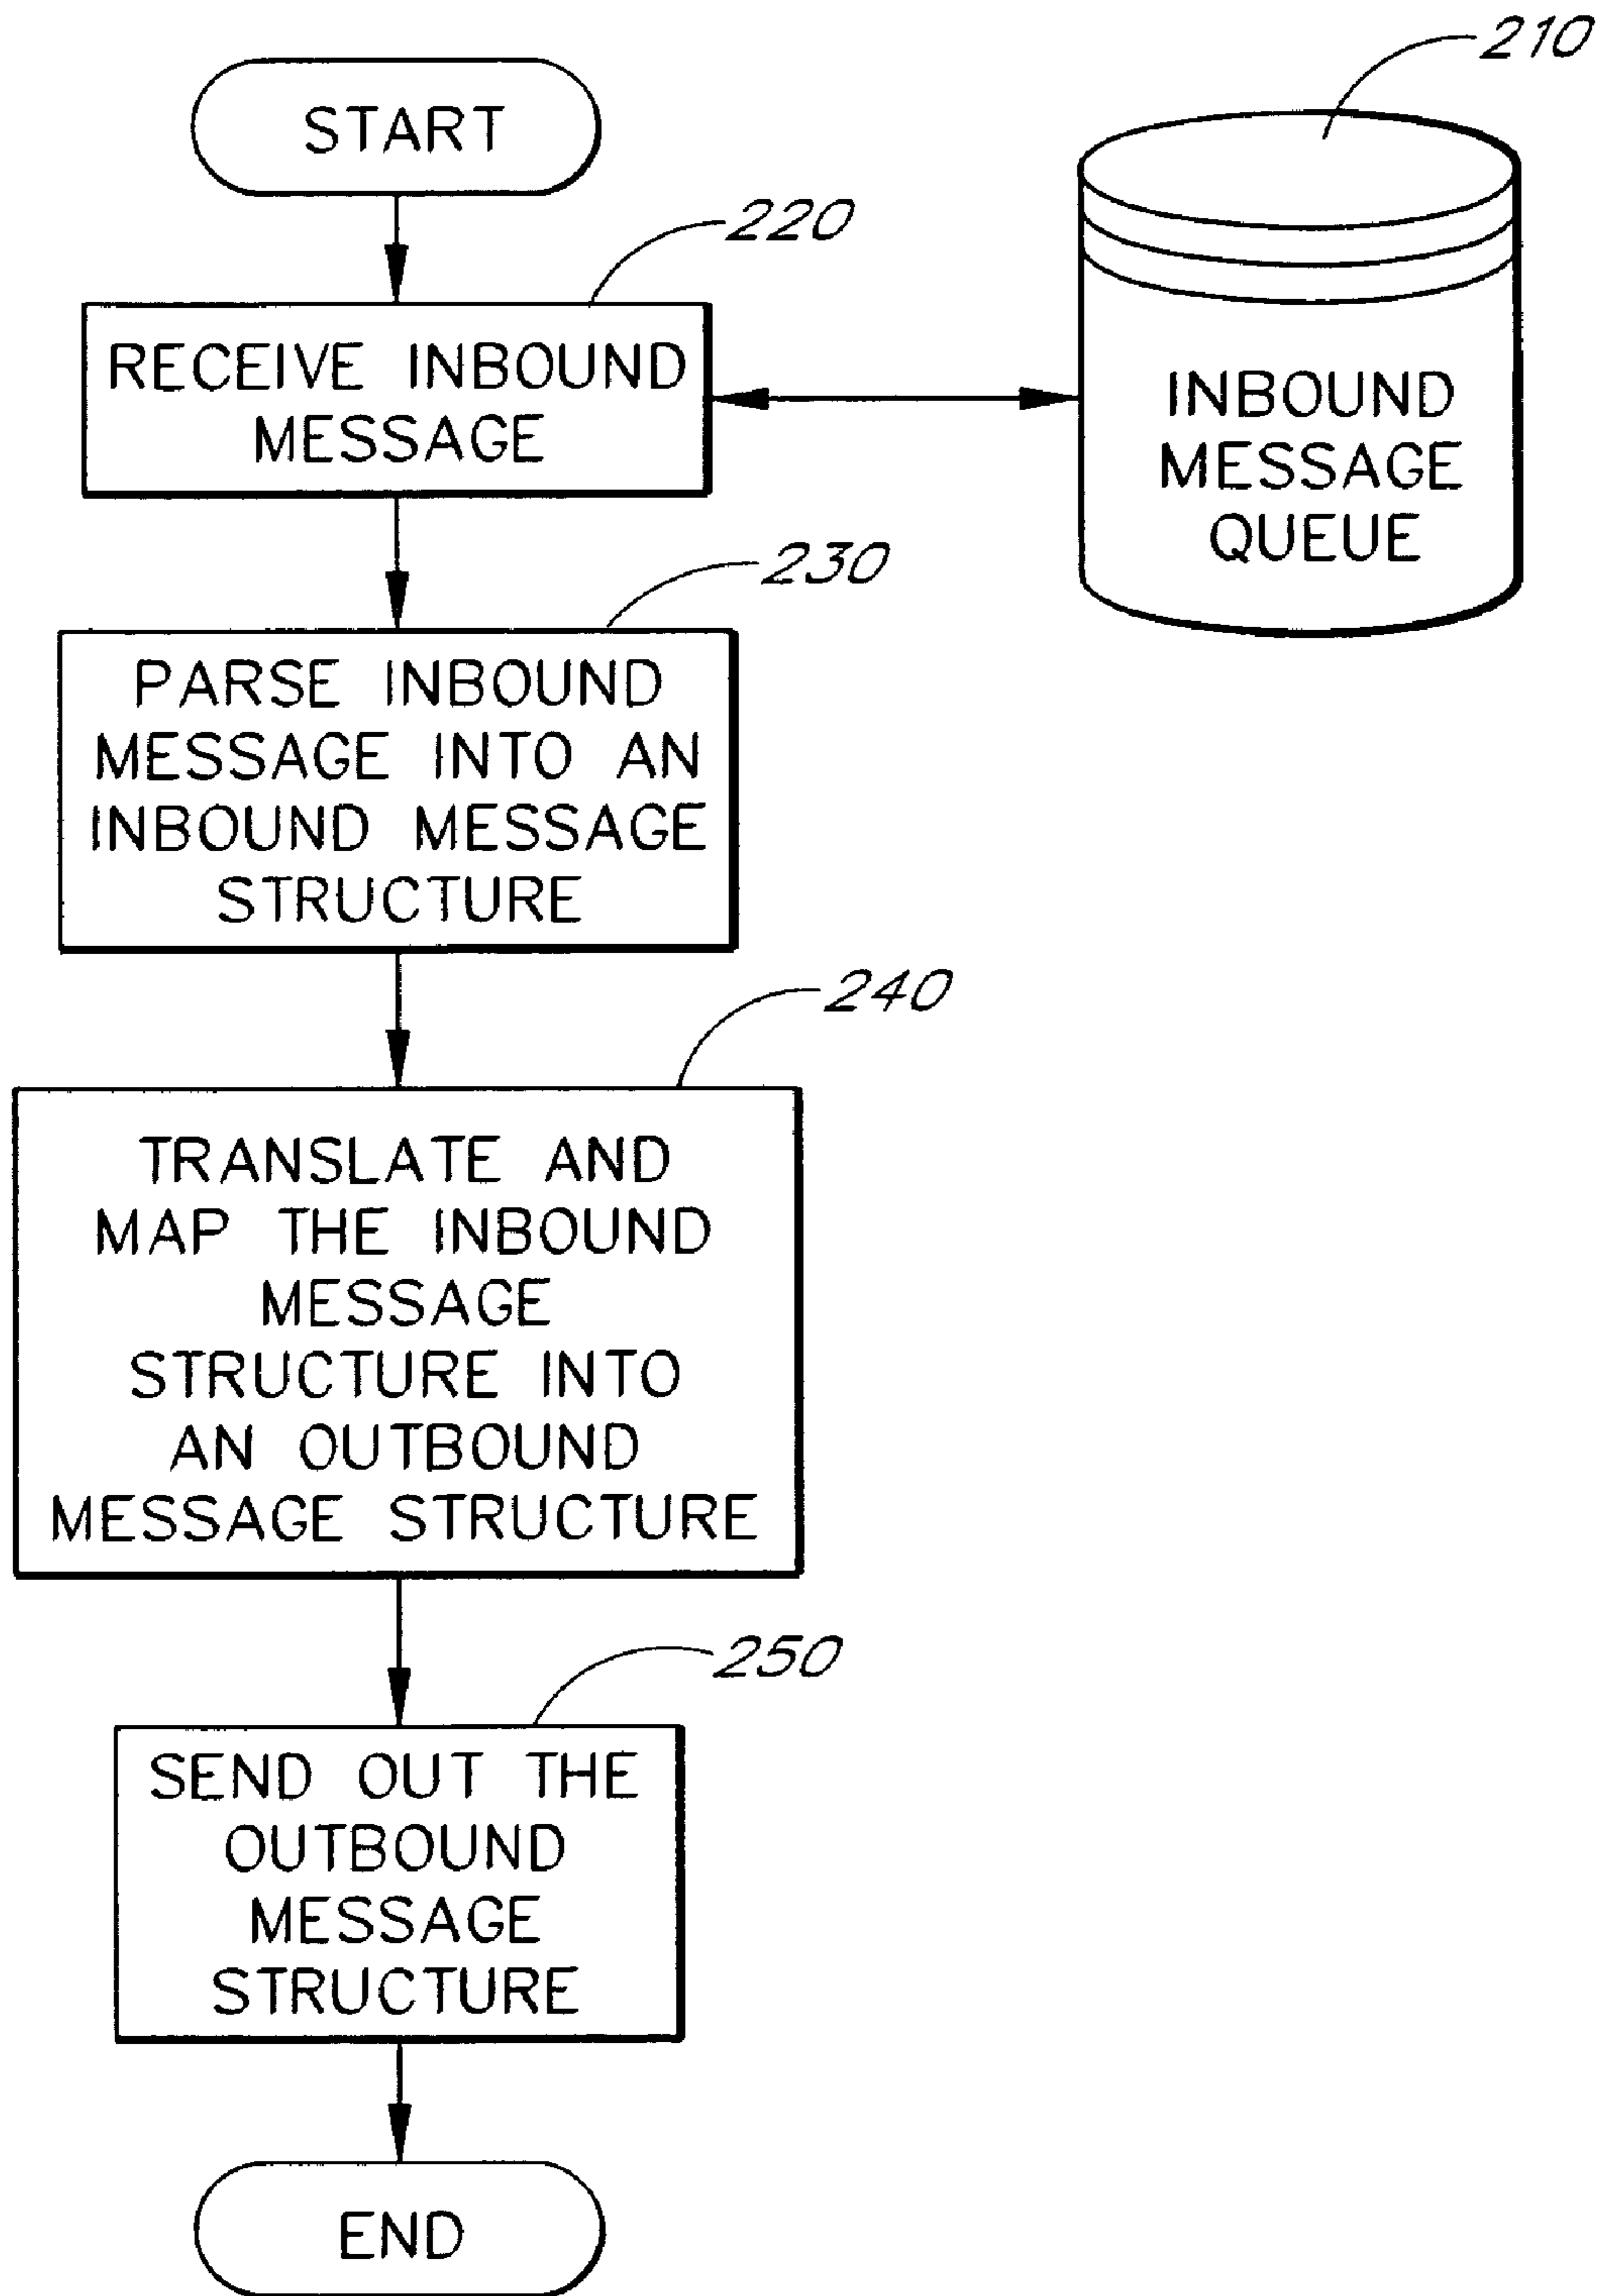 START
210
220
RECEIVE INBOUND
MESSAGE
INBOUND
MESSAGE
QUEUE
230
PARSE INBOUND
MESSAGE INTO AN
INBOUND MESSAGE
STRUCTURE
240
TRANSLATE AND
MAP THE INBOUND
MESSAGE
STRUCTURE INTO
AN OUTBOUND
MESSAGE STRUCTURE
250
SEND OUT THE
OUTBOUND
MESSAGE
STRUCTURE
END